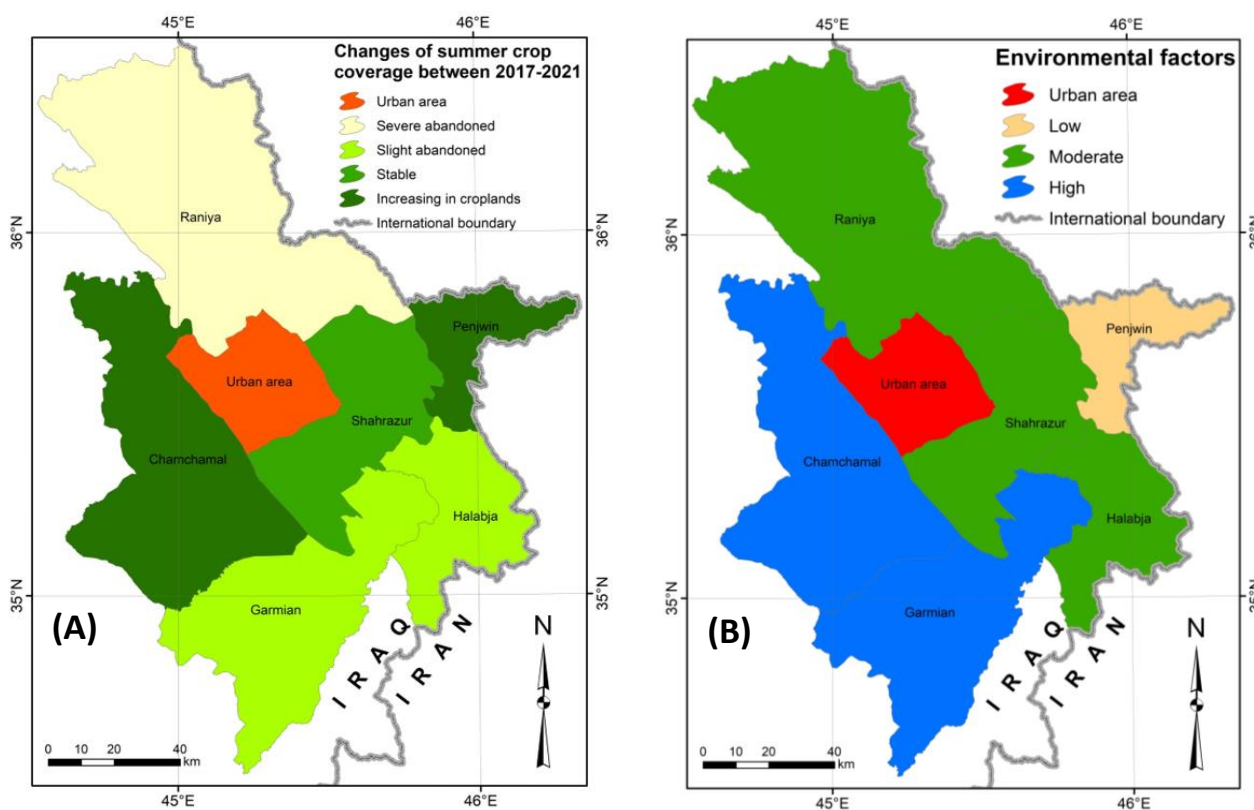 45°E
46°E
Changes of summer crop
coverage between 2017-2021
Urban area
Severe abandoned
Slight abandoned
Stable
Increasing in croplands
International boundary
Raniya
36°N
36°N
Penjwin
Urban area
Shahrazur
Chamchamal
Halabja
35°N
35°N
Garmian
(A)
IRAQ
IRAN
N
0 10 20 40
km
45°E
46°E
45°E
46°E
Environmental factors
Urban area
Low
Moderate
High
International boundary
Raniya
36°N
36°N
Penjwin
Urban area
Shahrazur
Chamchamal
Halabja
35°N
35°N
Garmian
(B)
IRAQ
IRAN
N
0 10 20 40
km
45°E
46°E